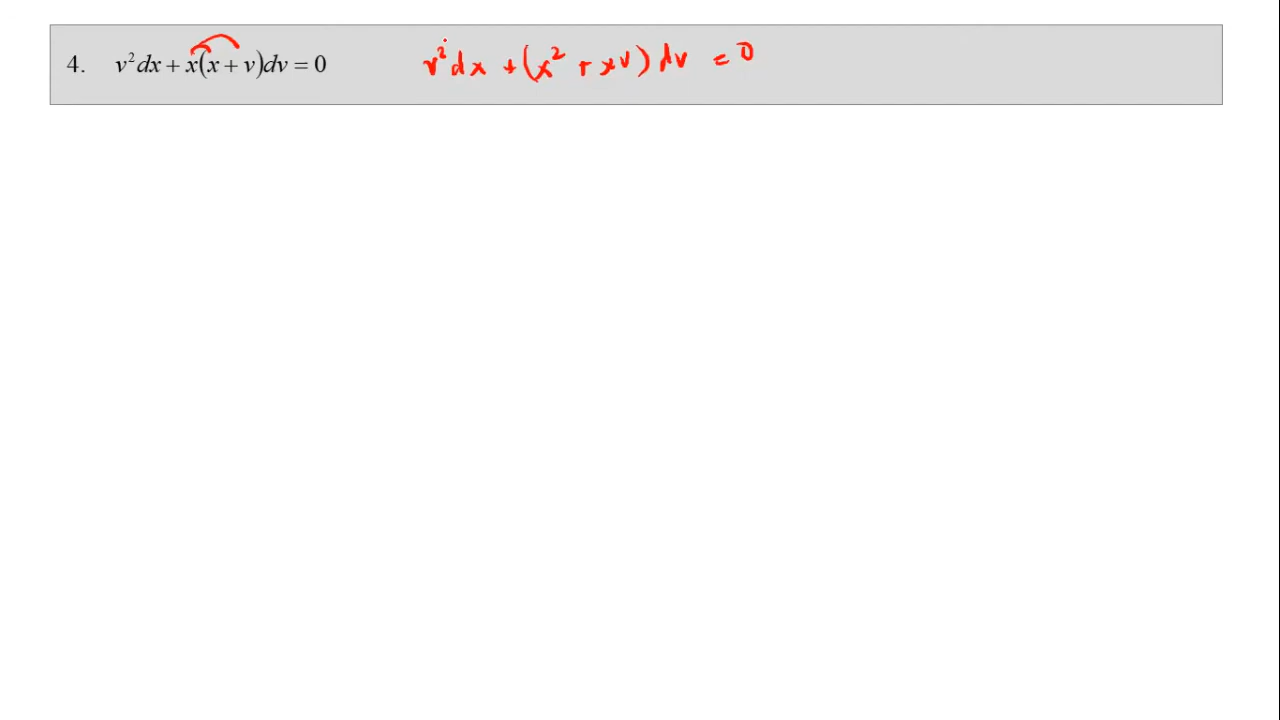 4. v²dx + x(x + v)dv = 0 v²dx + (x² + xv) dv = 0